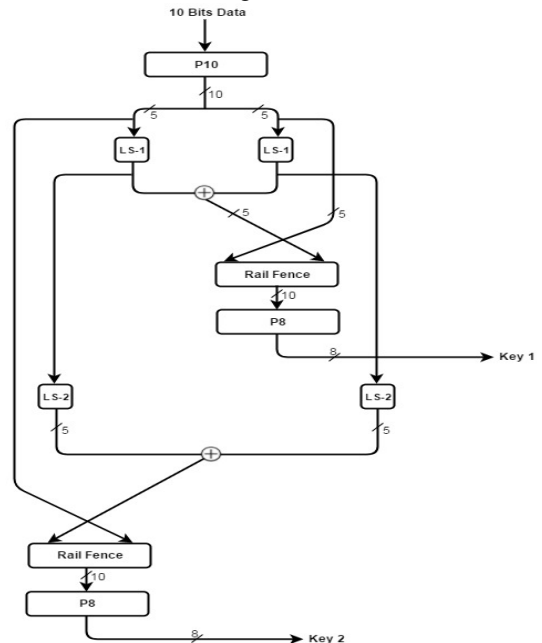 10 Bits Data
P10
10
5
5
LS-1
LS-1
5
5
Rail Fence
10
P8
8
Key 1
LS-2
LS-2
5
5
Rail Fence
10
P8
8
Key 2